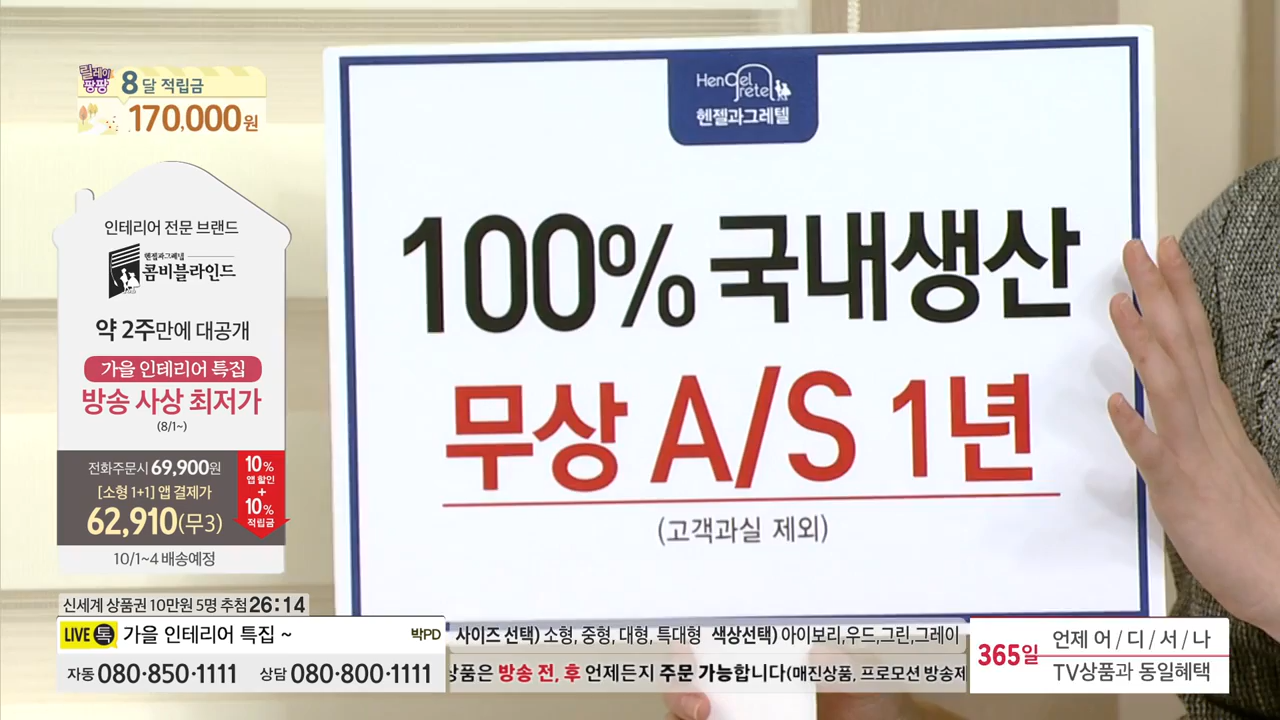 릴레이 팡팡
8달 적립금
170,000원
인테리어 전문 브랜드
헨젤과그레텔
콤비블라인드
약 2주만에 대공개
가을 인테리어 특집
방송 사상 최저가
(8/1~)
전화주문시 69,900원
[소형 1+1] 앱 결제가
62,910(무3)
10%
앱 할인
+
10%
적립금
10/1~4 배송예정
Hengel
Gretel
헨젤과그레텔
100% 국내생산
무상 A/S 1년
(고객과실 제외)
신세계 상품권 10만원 5명 추첨 26:14
LIVE 톡 가을 인테리어 특집 ~ 박PD
자동 080·850·1111 상담 080·800·1111
사이즈 선택) 소형, 중형, 대형, 특대형 색상선택) 아이보리,우드,그린,그레이
상품은 방송 전, 후 언제든지 주문 가능합니다(매진상품, 프로모션 방송제
365일
언제 어/디/서/나
TV상품과 동일혜택